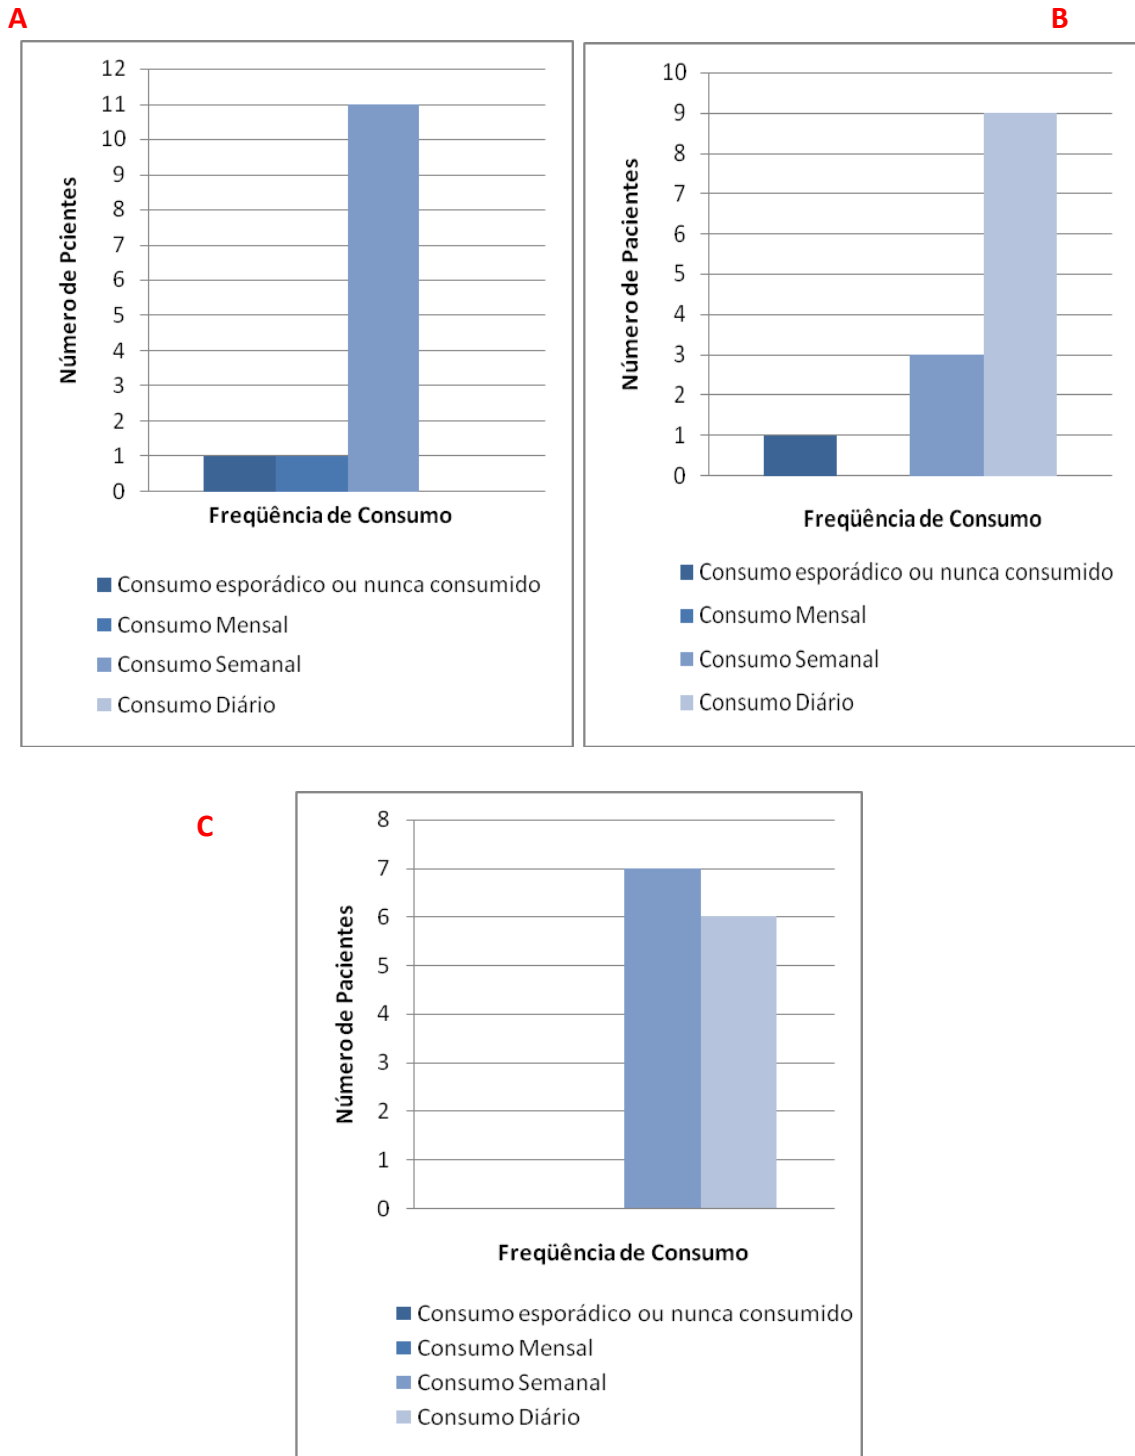 A
B
12
11
10
9
8
7
6
5
4
3
2
1
0
Número de Pcientes
Freqüência de Consumo
Consumo esporádico ou nunca consumido
Consumo Mensal
Consumo Semanal
Consumo Diário
10
9
8
7
6
5
4
3
2
1
0
Número de Pacientes
Freqüência de Consumo
Consumo esporádico ou nunca consumido
Consumo Mensal
Consumo Semanal
Consumo Diário
C
8
7
6
5
4
3
2
1
0
Número de Pacientes
Freqüência de Consumo
Consumo esporádico ou nunca consumido
Consumo Mensal
Consumo Semanal
Consumo Diário